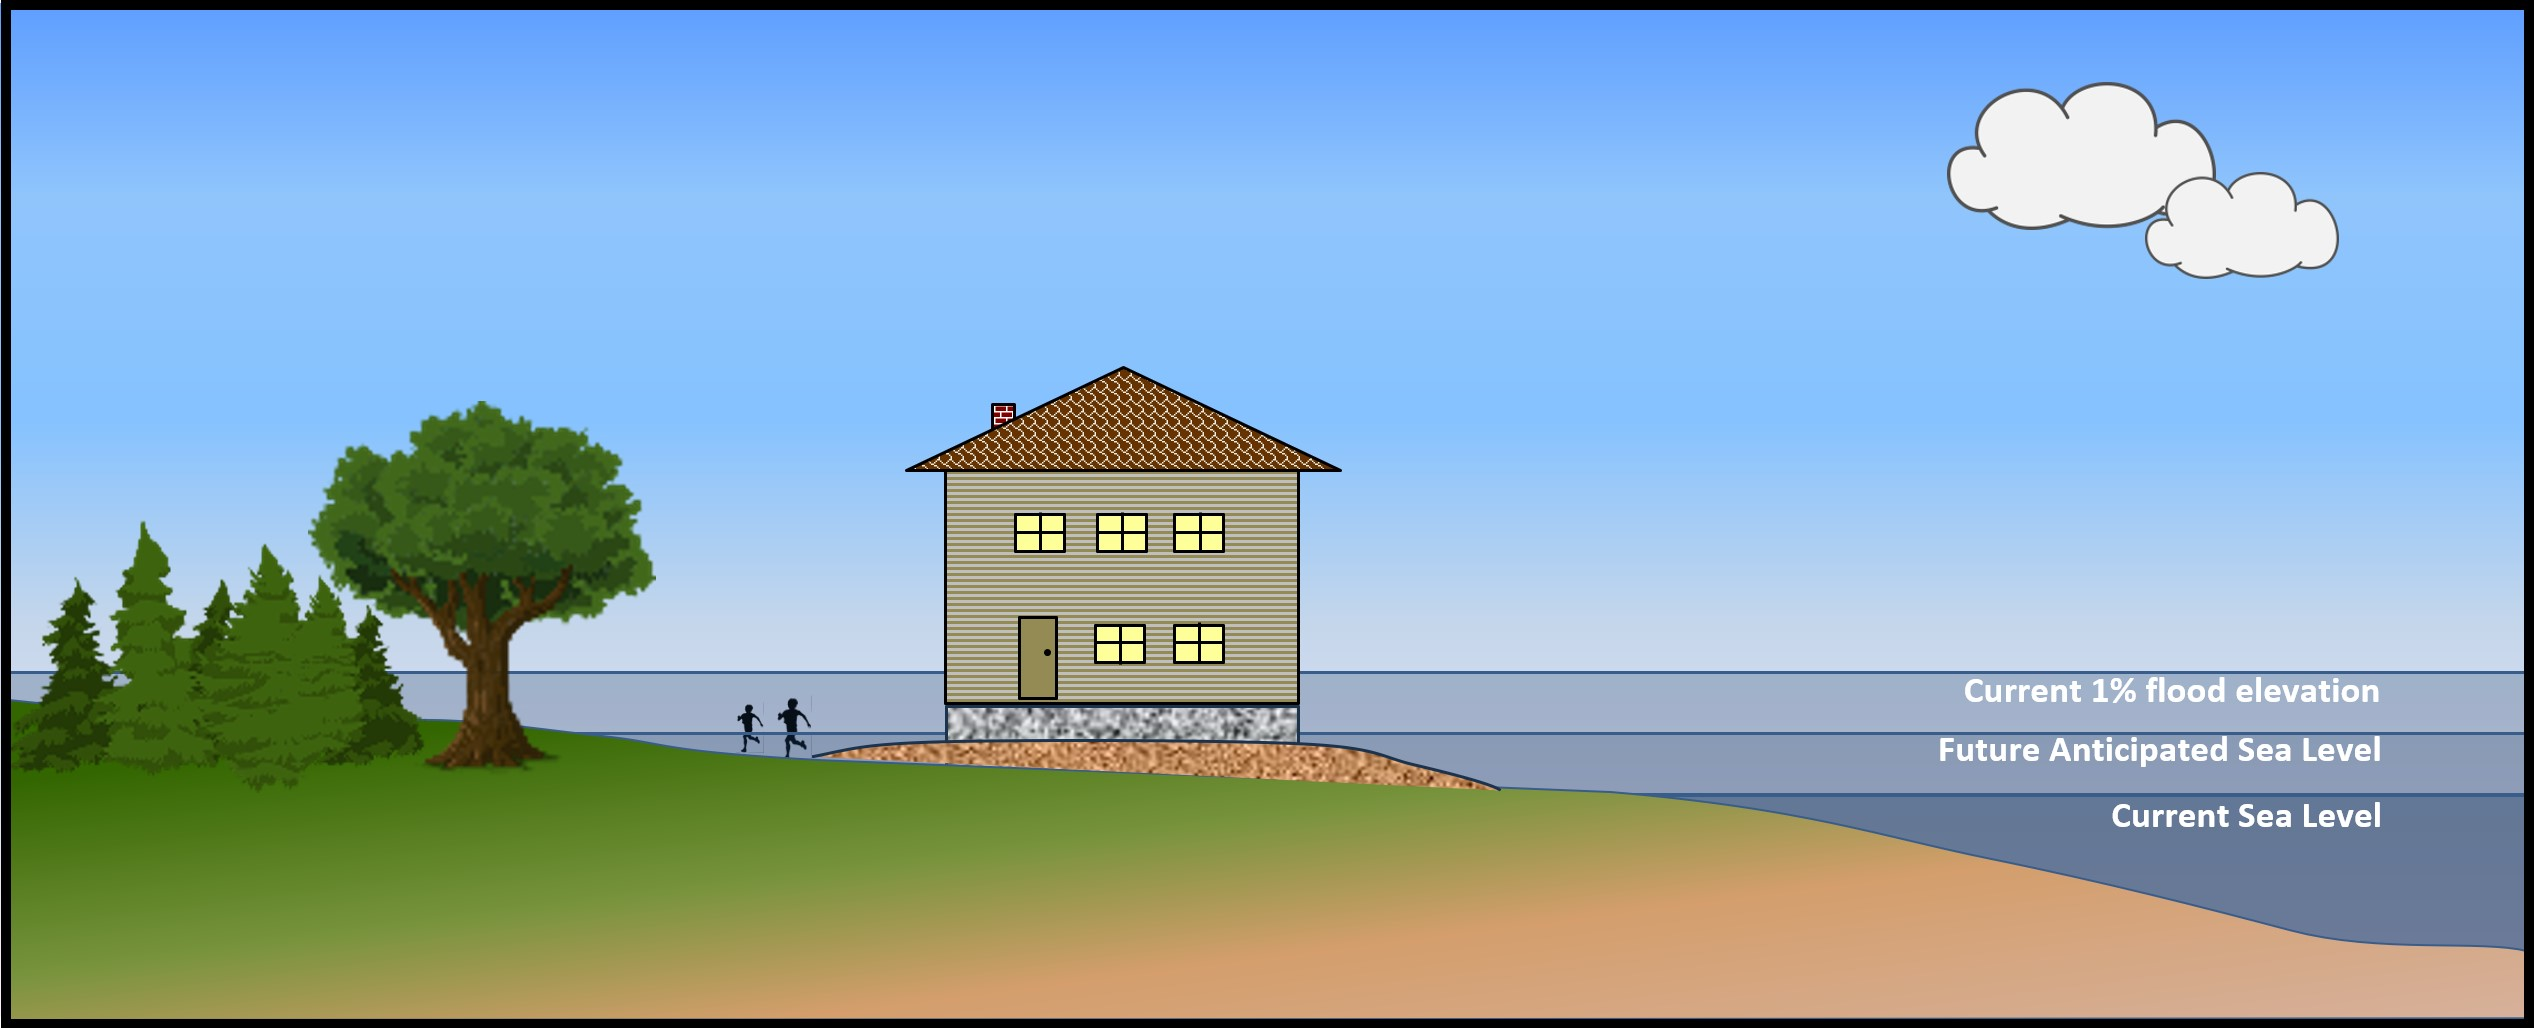 Current 1% flood elevation
Future Anticipated Sea Level
Current Sea Level